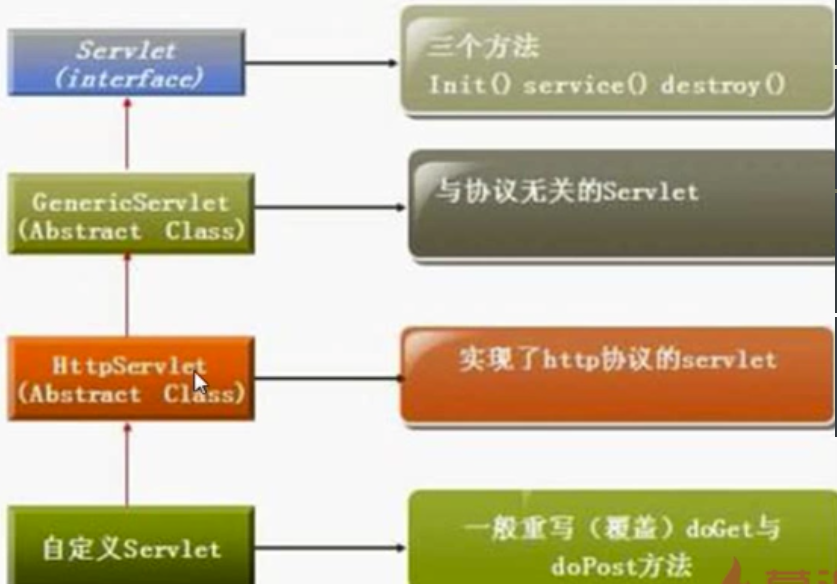 Servlet
(interface)
三个方法
Init() service() destroy()
GenericServlet
(Abstract Class)
与协议无关的Servlet
HttpServlet
(Abstract Class)
实现了http协议的servlet
自定义Servlet
一般重写（覆盖）doGet与
doPost方法